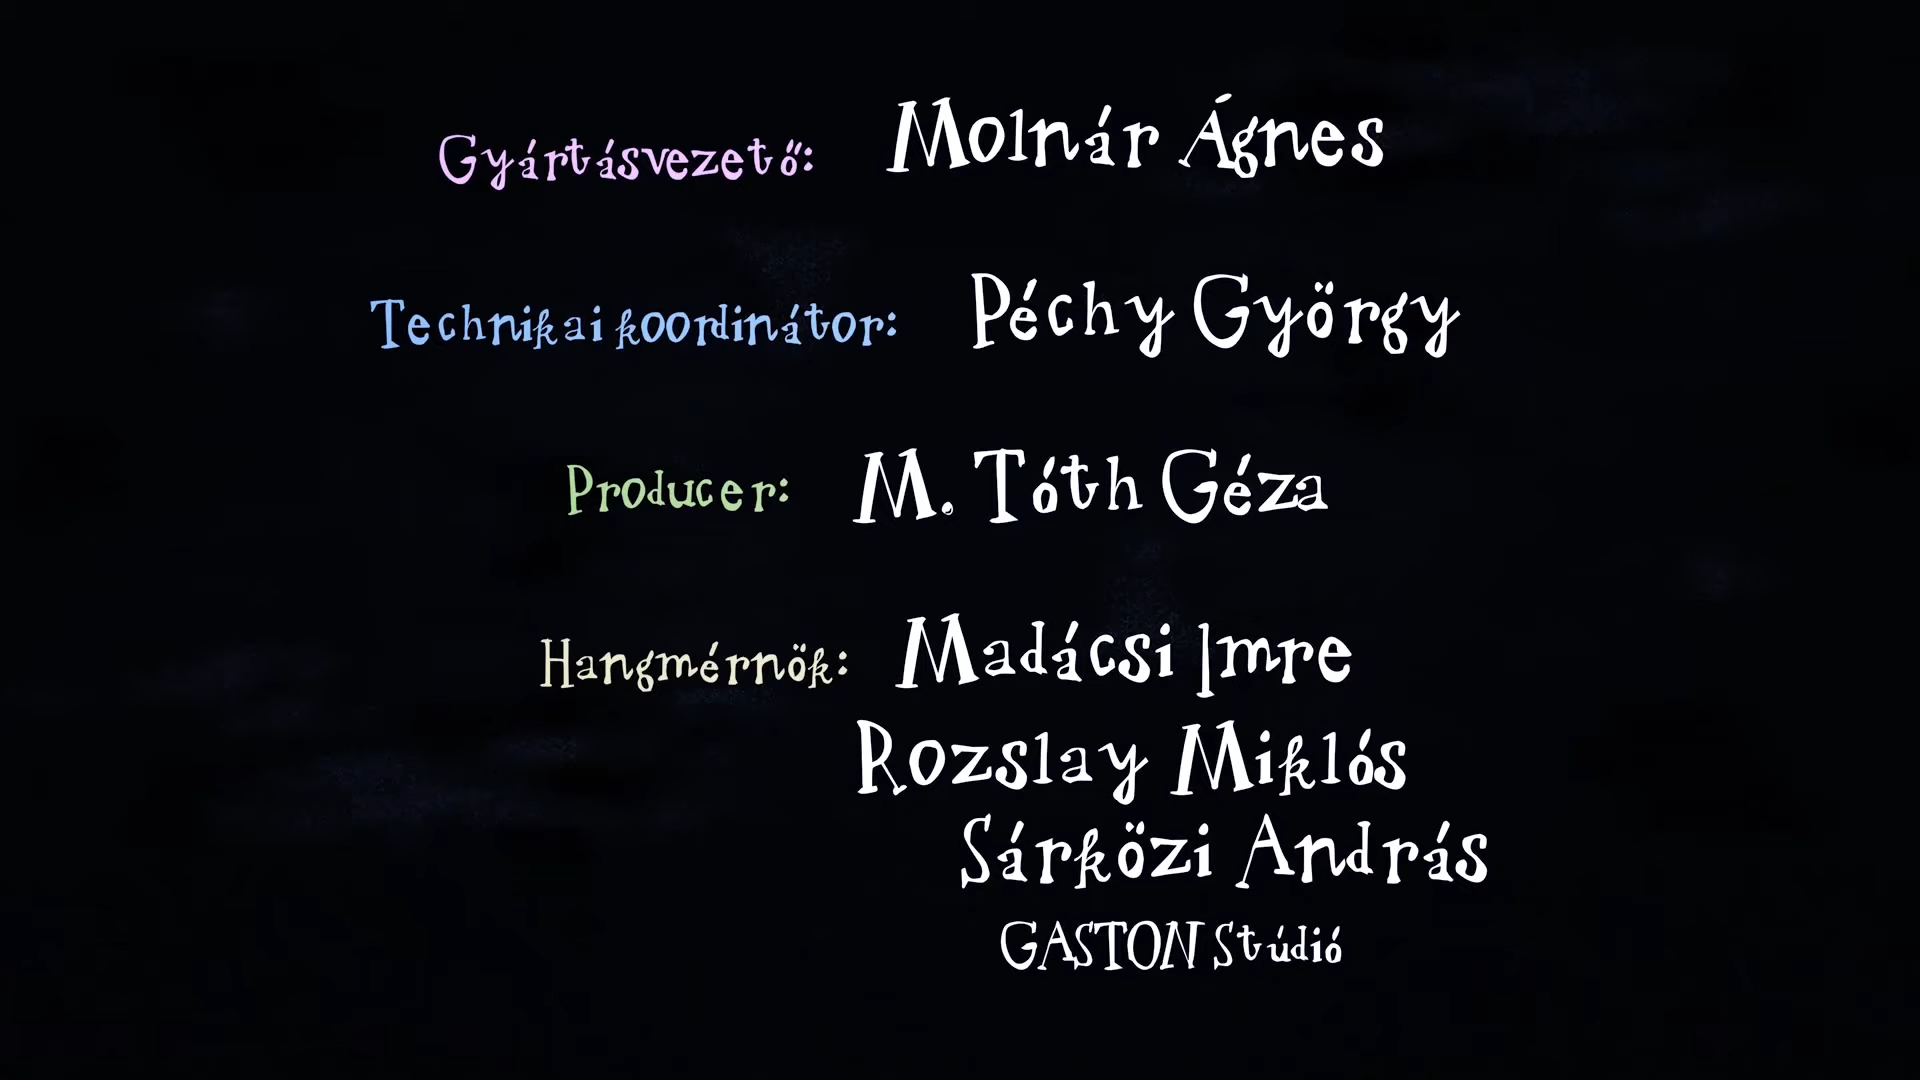 Gyártásvezető: Molnár Ágnes
Technikai koordinátor: Péchy György
Producer: M. Tóth Géza
Hangmérnök: Madácsi Imre
Rozslay Miklós
Sárközi András
GASTON Stúdió